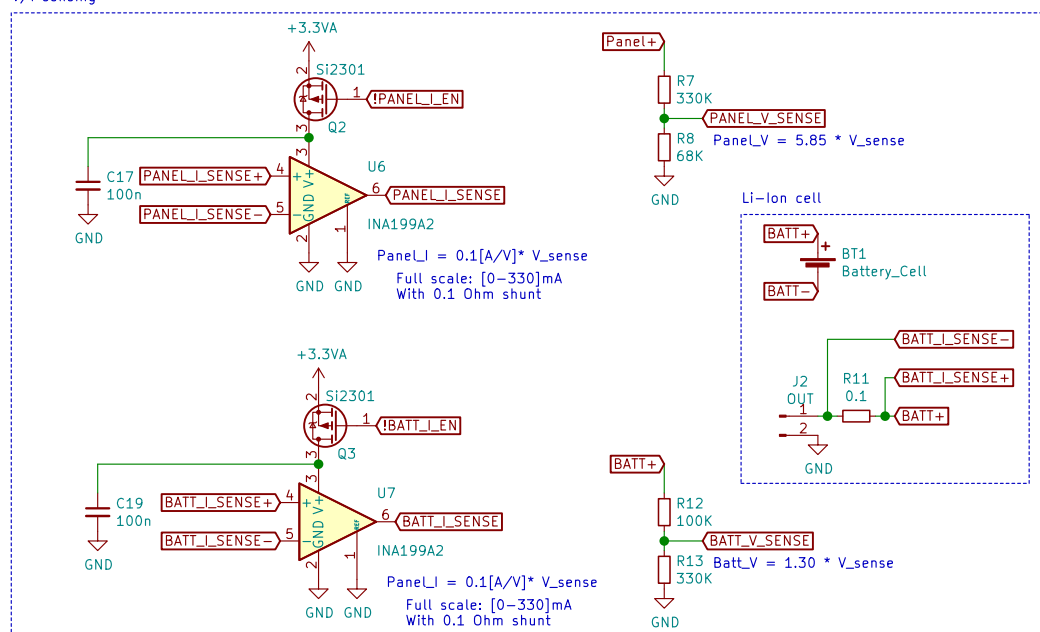 +3.3VA
2
Si2301
1
!PANEL_I_EN
Q2
3
3
C17
100n
GND
PANEL_I_SENSE+
4
PANEL_I_SENSE-
5
+
V+
GND
-
REF
U6
6
PANEL_I_SENSE
INA199A2
2
1
GND
GND
Panel_I = 0.1[A/V]* V_sense
Full scale: [0-330]mA
With 0.1 Ohm shunt
Panel+
R7
330K
PANEL_V_SENSE
R8
68K
Panel_V = 5.85 * V_sense
GND
Li-Ion cell
BATT+
+
BT1
Battery_Cell
BATT-
BATT_I_SENSE-
BATT_I_SENSE+
J2
OUT
1
2
R11
0.1
BATT+
GND
+3.3VA
2
Si2301
1
!BATT_I_EN
Q3
3
3
C19
100n
GND
BATT_I_SENSE+
4
BATT_I_SENSE-
5
+
V+
GND
-
REF
U7
6
BATT_I_SENSE
INA199A2
2
1
GND
GND
Panel_I = 0.1[A/V]* V_sense
Full scale: [0-330]mA
With 0.1 Ohm shunt
BATT+
R12
100K
BATT_V_SENSE
R13
330K
Batt_V = 1.30 * V_sense
GND